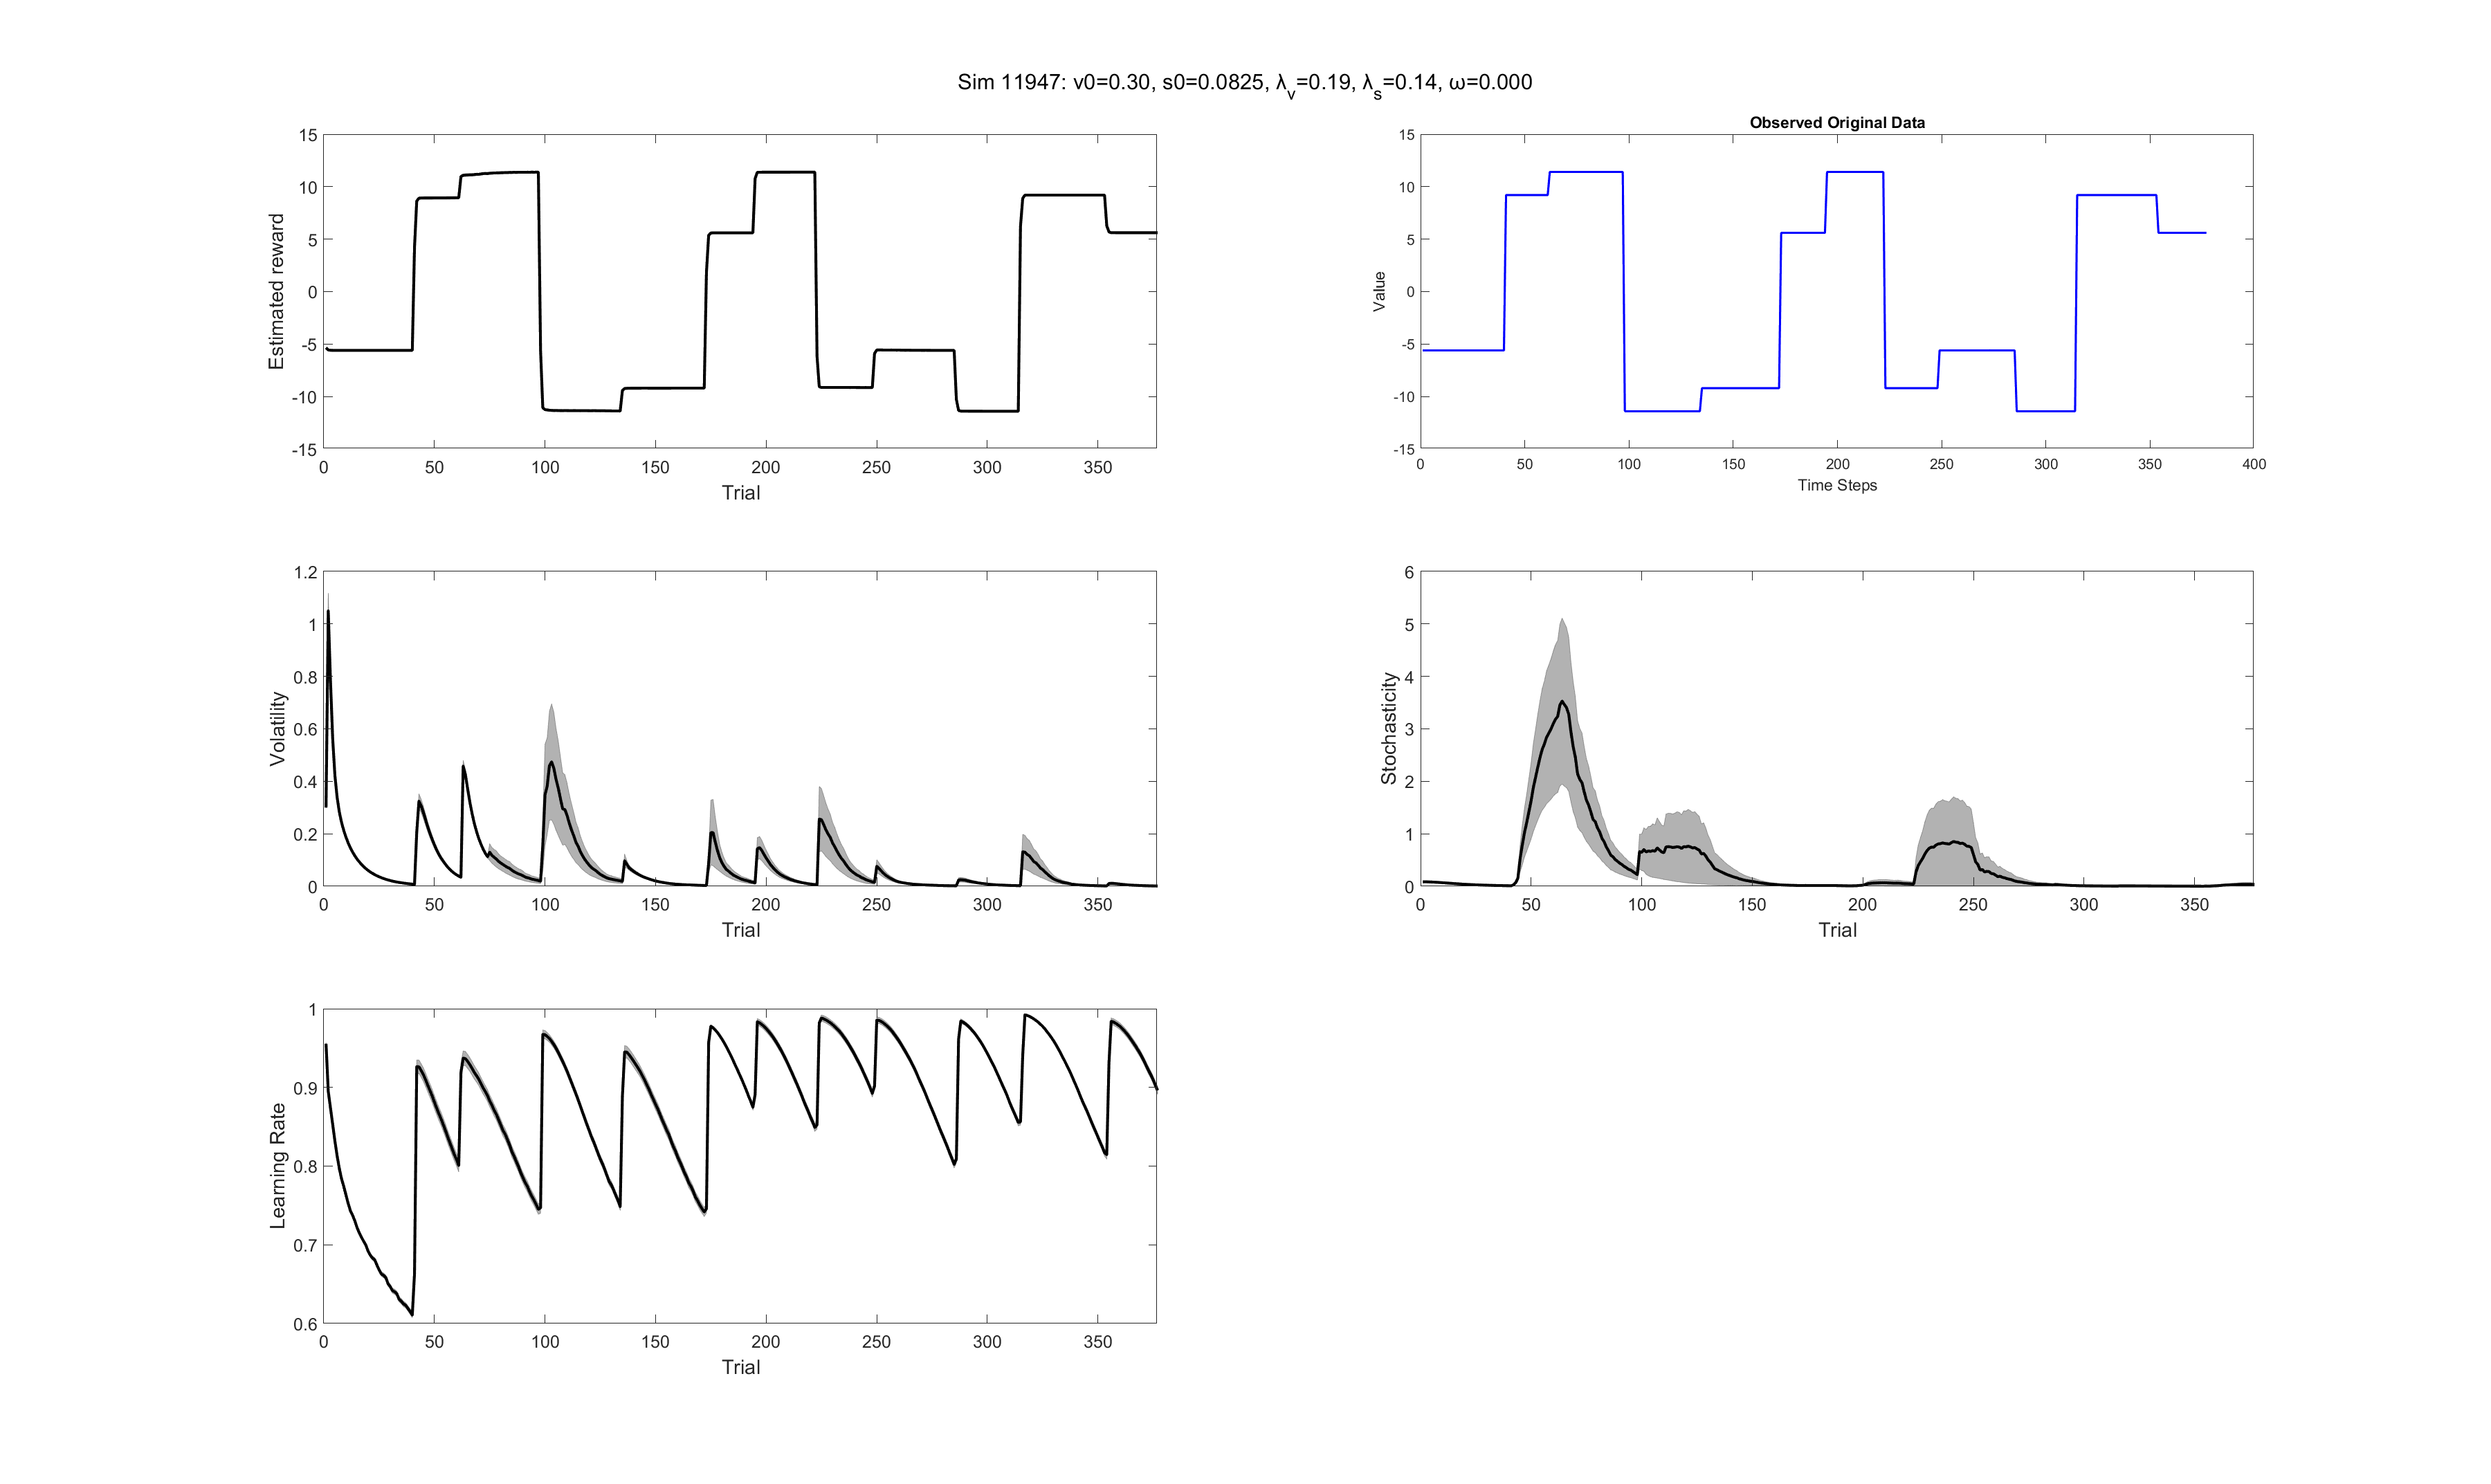 Sim 11947: v0=0.30, s0=0.0825, λv=0.19, λs=0.14, ω=0.000
15
10
5
0
-5
-10
-15
Estimated reward
0 50 100 150 200 250 300 350
Trial
Observed Original Data
15
10
5
0
-5
-10
-15
Value
0 50 100 150 200 250 300 350 400
Time Steps
1.2
1
0.8
0.6
0.4
0.2
0
Volatility
0 50 100 150 200 250 300 350
Trial
6
5
4
3
2
1
0
Stochasticity
0 50 100 150 200 250 300 350
Trial
1
0.9
0.8
0.7
0.6
Learning Rate
0 50 100 150 200 250 300 350
Trial